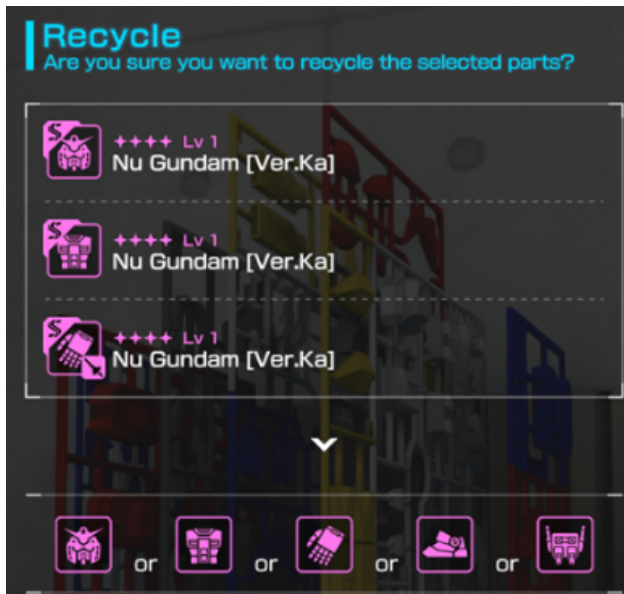 Recycle
Are you sure you want to recycle the selected parts?
S
++++ Lv 1
Nu Gundam [Ver.Ka]
S
++++ Lv 1
Nu Gundam [Ver.Ka]
S
++++ Lv 1
Nu Gundam [Ver.Ka]
or or or or